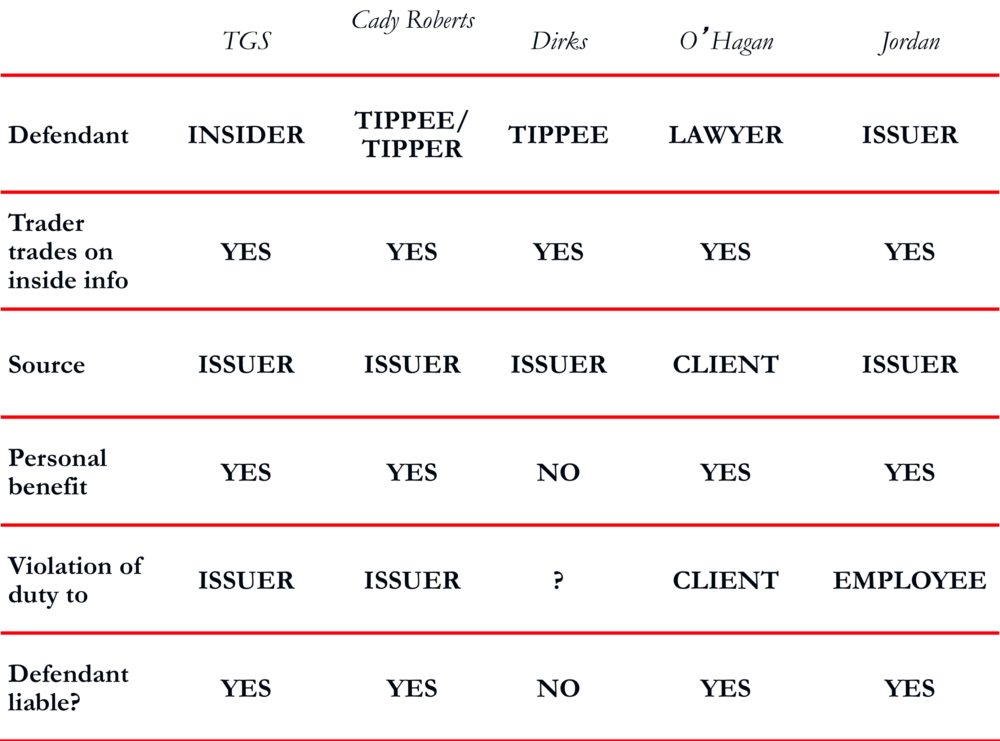 TGS Cady Roberts Dirks O’Hagan Jordan
Defendant INSIDER TIPPEE/ TIPPEE LAWYER ISSUER
TIPPER
Trader
trades on YES YES YES YES YES
inside info
Source ISSUER ISSUER ISSUER CLIENT ISSUER
Personal
benefit YES YES NO YES YES
Violation of
duty to ISSUER ISSUER ? CLIENT EMPLOYEE
Defendant
liable? YES YES NO YES YES